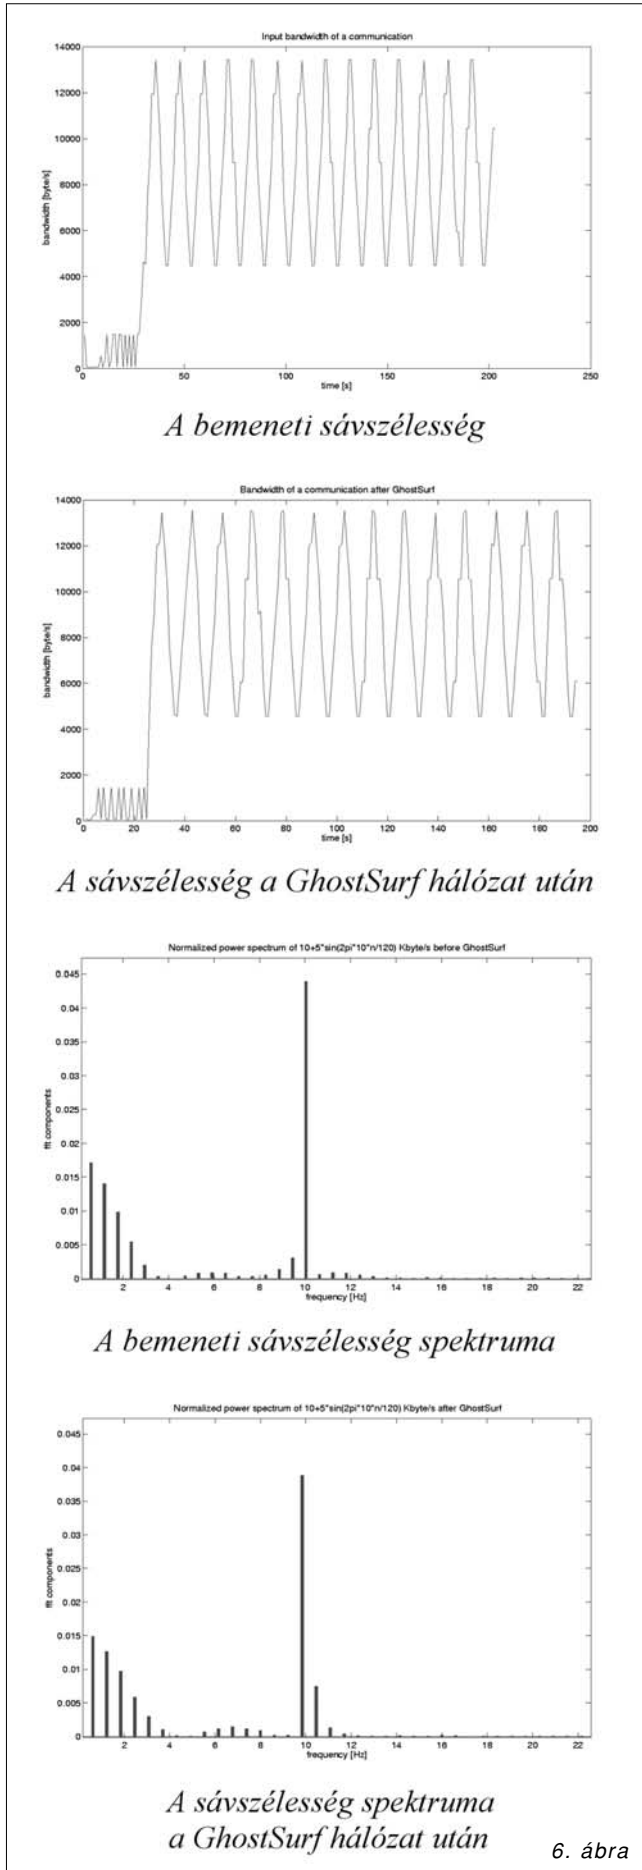 Input bandwidth of a communication
14000
12000
10000
8000
6000
4000
2000
0
bandwidth [byte/s]
0 50 100 150 200 250
time [s]
A bemeneti sávszélesség
Bandwidth of a communication after GhostSurf
14000
12000
10000
8000
6000
4000
2000
0
bandwidth [byte/s]
0 20 40 60 80 100 120 140 160 180 200
time [s]
A sávszélesség a GhostSurf hálózat után
Normalized power spectrum of 10+5*sin(2pi*10*n/120) Kbyte/s before GhostSurf
0.045
0.04
0.035
0.03
0.025
0.02
0.015
0.01
0.005
0
fft components
2 4 6 8 10 12 14 16 18 20 22
frequency [Hz]
A bemeneti sávszélesség spektruma
Normalized power spectrum of 10+5*sin(2pi*10*n/120) Kbyte/s after GhostSurf
0.045
0.04
0.035
0.03
0.025
0.02
0.015
0.01
0.005
0
fft components
2 4 6 8 10 12 14 16 18 20 22
frequency [Hz]
A sávszélesség spektruma
a GhostSurf hálózat után
6. ábra